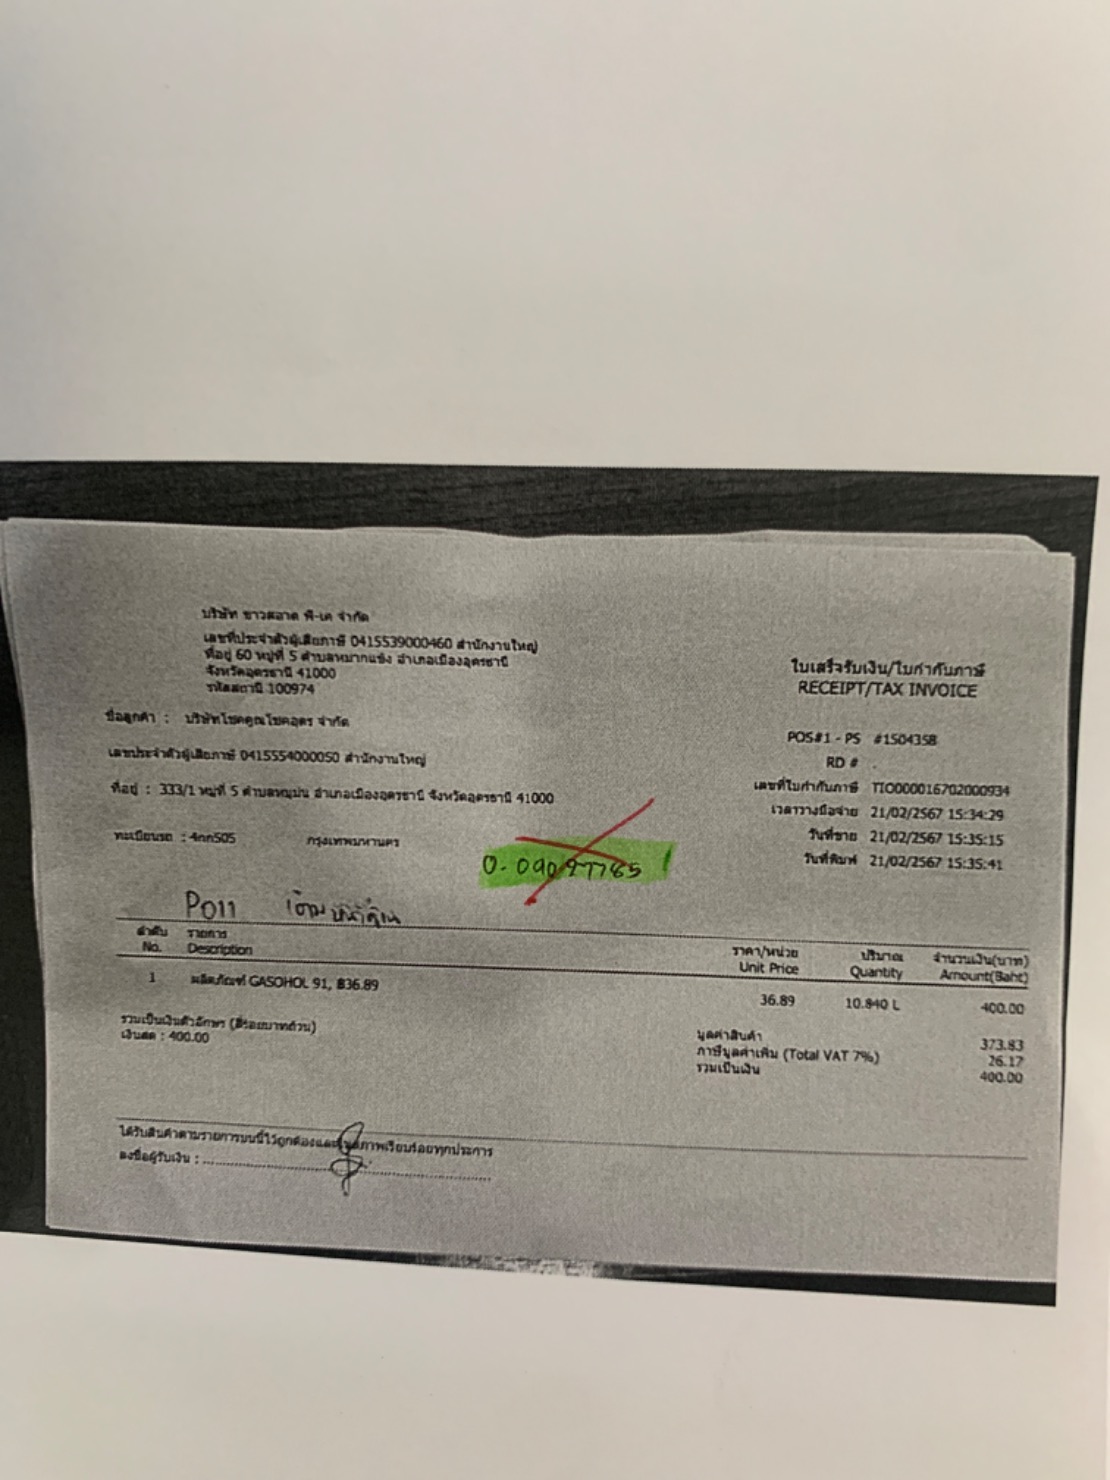 บริษัท ขาวสอาด พี-เค จำกัด
เลขที่ประจำตัวผู้เสียภาษี 0415539000460 สำนักงานใหญ่
ที่อยู่ 60 หมู่ที่ 5 ตำบลหมากแข้ง อำเภอเมืองอุดรธานี
จังหวัดอุดรธานี 41000
รหัสสถานี 100974
ใบเสร็จรับเงิน/ใบกำกับภาษี
RECEIPT/TAX INVOICE
ชื่อลูกค้า : บริษัทโชคคูณโชคอุดร จำกัด
POS#1 - PS #150435B
RD #
เลขประจำตัวผู้เสียภาษี 0415554000050 สำนักงานใหญ่
เลขที่ใบกำกับภาษี TIO000016702000934
ที่อยู่ : 333/1 หมู่ที่ 5 ตำบลหมูม่น อำเภอเมืองอุดรธานี จังหวัดอุดรธานี 41000
เวลาวางมือจ่าย 21/02/2567 15:34:29
วันที่ขาย 21/02/2567 15:35:15
วันที่พิมพ์ 21/02/2567 15:35:41
ทะเบียนรถ : 4กก505 กรุงเทพมหานคร
0.09027785
PO11
ลำดับ รายการ ราคา/หน่วย ปริมาณ จำนวนเงิน(บาท)
No. Description Unit Price Quantity Amount(Baht)
1 ผลิตภัณฑ์ GASOHOL 91, ฿36.89 36.89 10.840 L 400.00
รวมเป็นเงินตัวอักษร (สี่ร้อยบาทถ้วน)
เงินสด : 400.00
มูลค่าสินค้า 373.83
ภาษีมูลค่าเพิ่ม (Total VAT 7%) 26.17
รวมเป็นเงิน 400.00
ได้รับสินค้าตามรายการบนนี้ไว้ถูกต้องและในสภาพเรียบร้อยทุกประการ
ลงชื่อผู้รับเงิน :